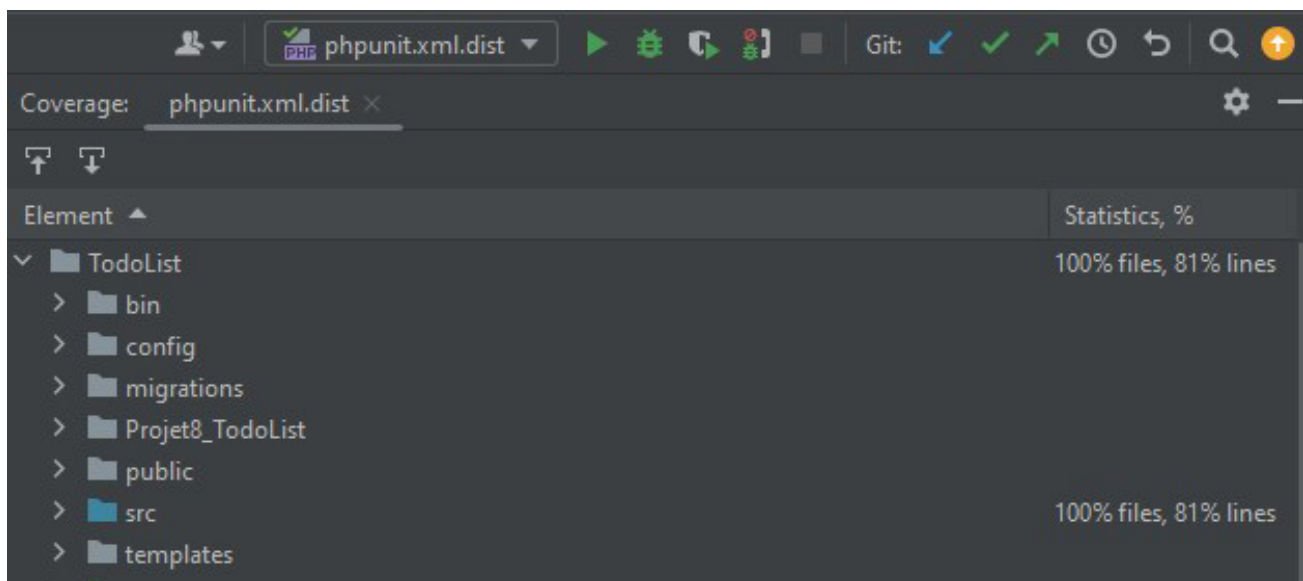 PHP phpunit.xml.dist Git:
Coverage: phpunit.xml.dist
Element Statistics, %
TodoList 100% files, 81% lines
bin
config
migrations
Projet8_TodoList
public
src 100% files, 81% lines
templates